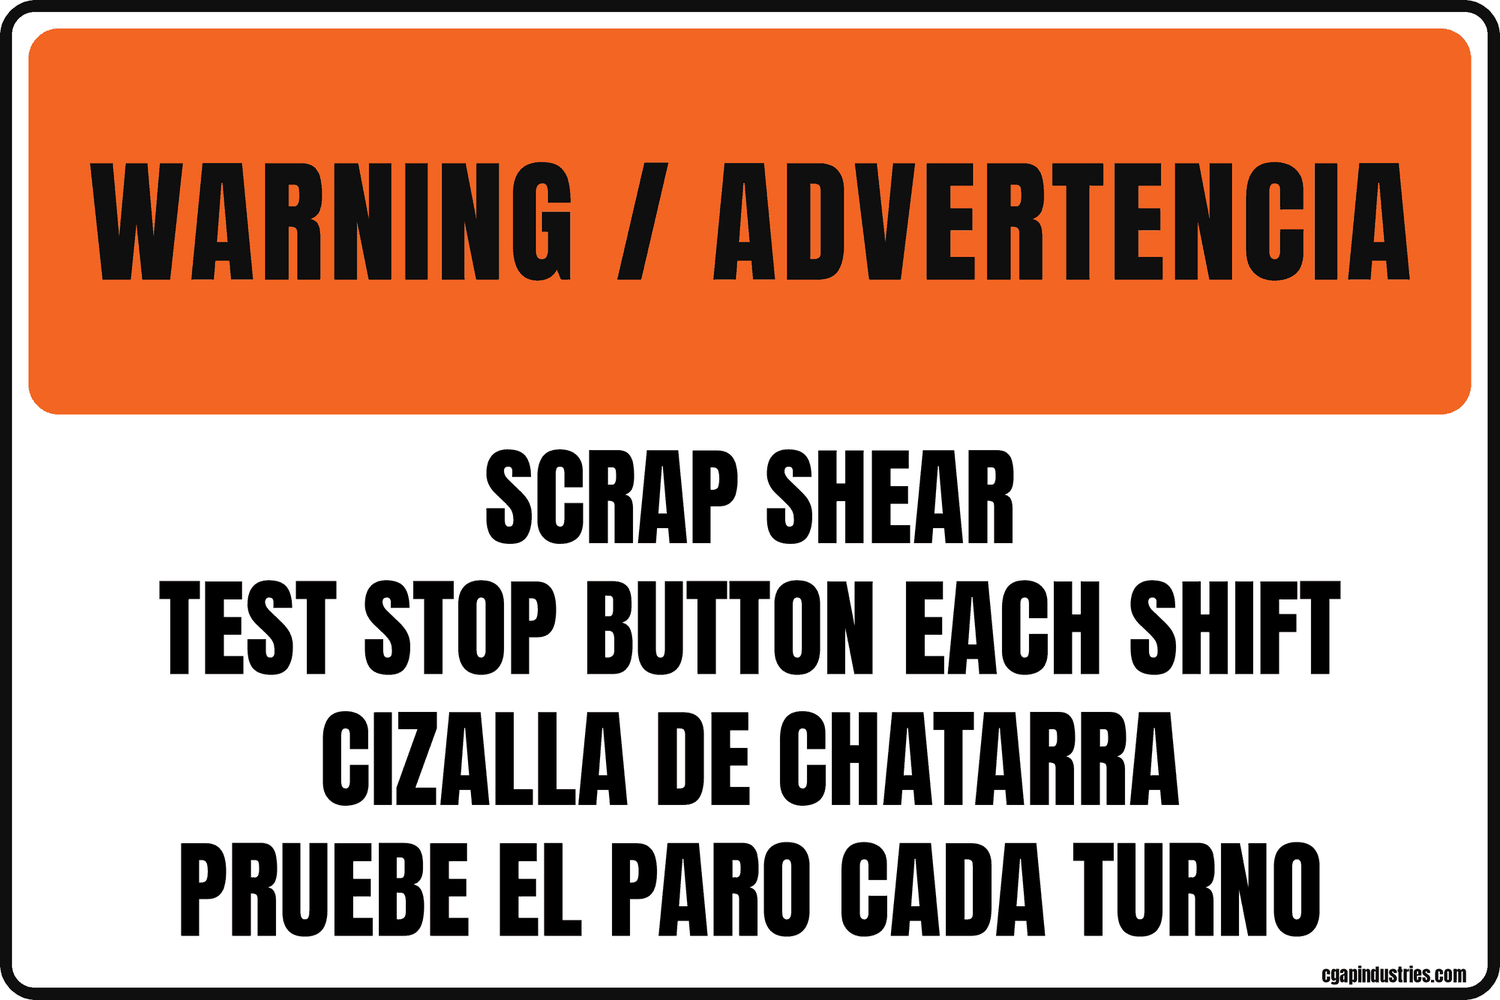 WARNING / ADVERTENCIA
SCRAP SHEAR
TEST STOP BUTTON EACH SHIFT
CIZALLA DE CHATARRA
PRUEBE EL PARO CADA TURNO
cgapindustries.com